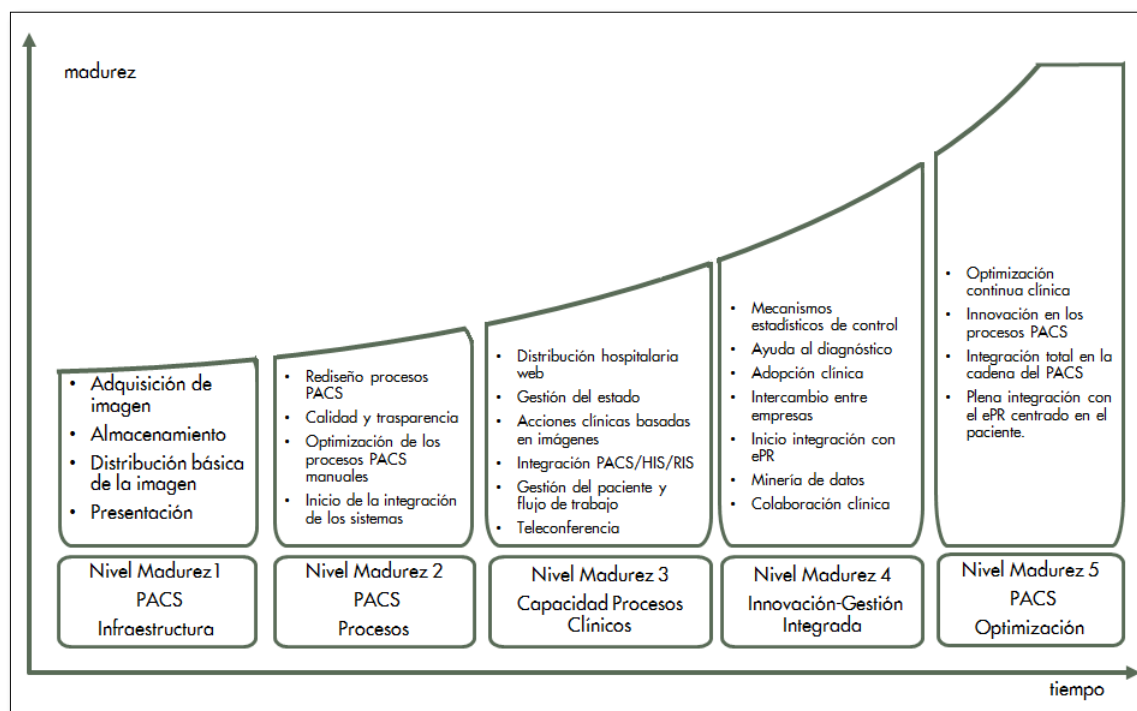 madurez
• Adquisición de
imagen
• Almacenamiento
• Distribución básica
de la imagen
• Presentación
• Rediseño procesos
PACS
• Calidad y trasparencia
• Optimización de los
procesos PACS
manuales
• Inicio de la integración
de los sistemas
• Distribución hospitalaria
web
• Gestión del estado
• Acciones clínicas basadas
en imágenes
• Integración PACS/HIS/RIS
• Gestión del paciente y
flujo de trabajo
• Teleconferencia
• Mecanismos
estadísticos de control
• Ayuda al diagnóstico
• Adopción clínica
• Intercambio entre
empresas
• Inicio integración con
ePR
• Minería de datos
• Colaboración clínica
• Optimización
continua clínica
• Innovación en los
procesos PACS
• Integración total en la
cadena del PACS
• Plena integración con
el ePR centrado en el
paciente.
Nivel Madurez1
PACS
Infraestructura
Nivel Madurez 2
PACS
Procesos
Nivel Madurez 3
Capacidad Procesos
Clínicos
Nivel Madurez 4
Innovación-Gestión
Integrada
Nivel Madurez 5
PACS
Optimización
tiempo